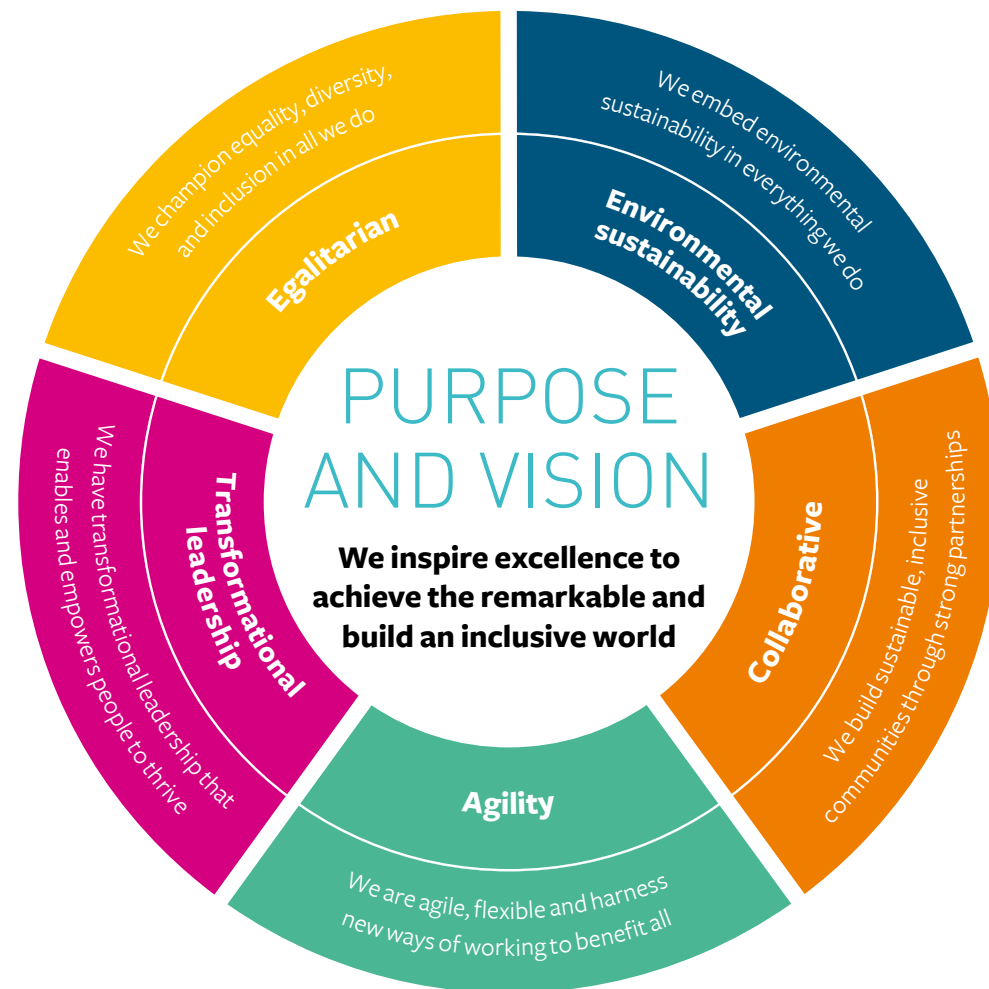 PURPOSE
AND VISION
We inspire excellence to
achieve the remarkable and
build an inclusive world
Environmental
sustainability
We embed environmental
sustainability in everything we do
Collaborative
We build sustainable, inclusive
communities through strong partnerships
Agility
We are agile, flexible and harness
new ways of working to benefit all
Transformational
leadership
We have transformational leadership that
enables and empowers people to thrive
Egalitarian
We champion equality, diversity,
and inclusion in all we do